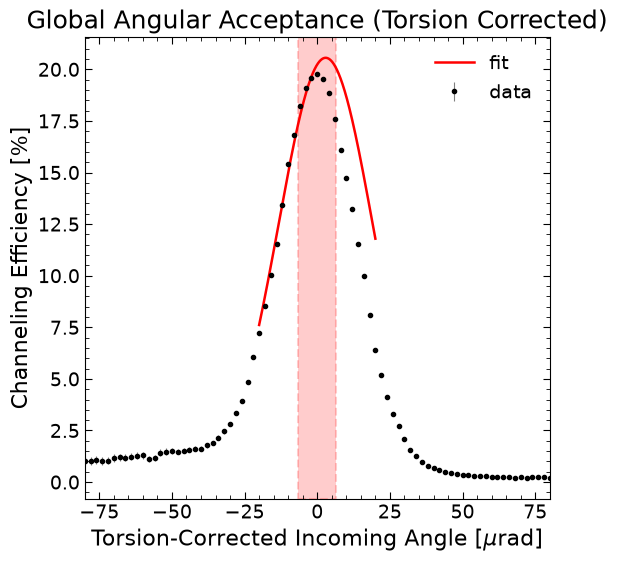 Global Angular Acceptance (Torsion Corrected)
fit
data
Channeling Efficiency [%]
20.0
17.5
15.0
12.5
10.0
7.5
5.0
2.5
0.0
−75 −50 −25 0 25 50 75
Torsion-Corrected Incoming Angle [μrad]